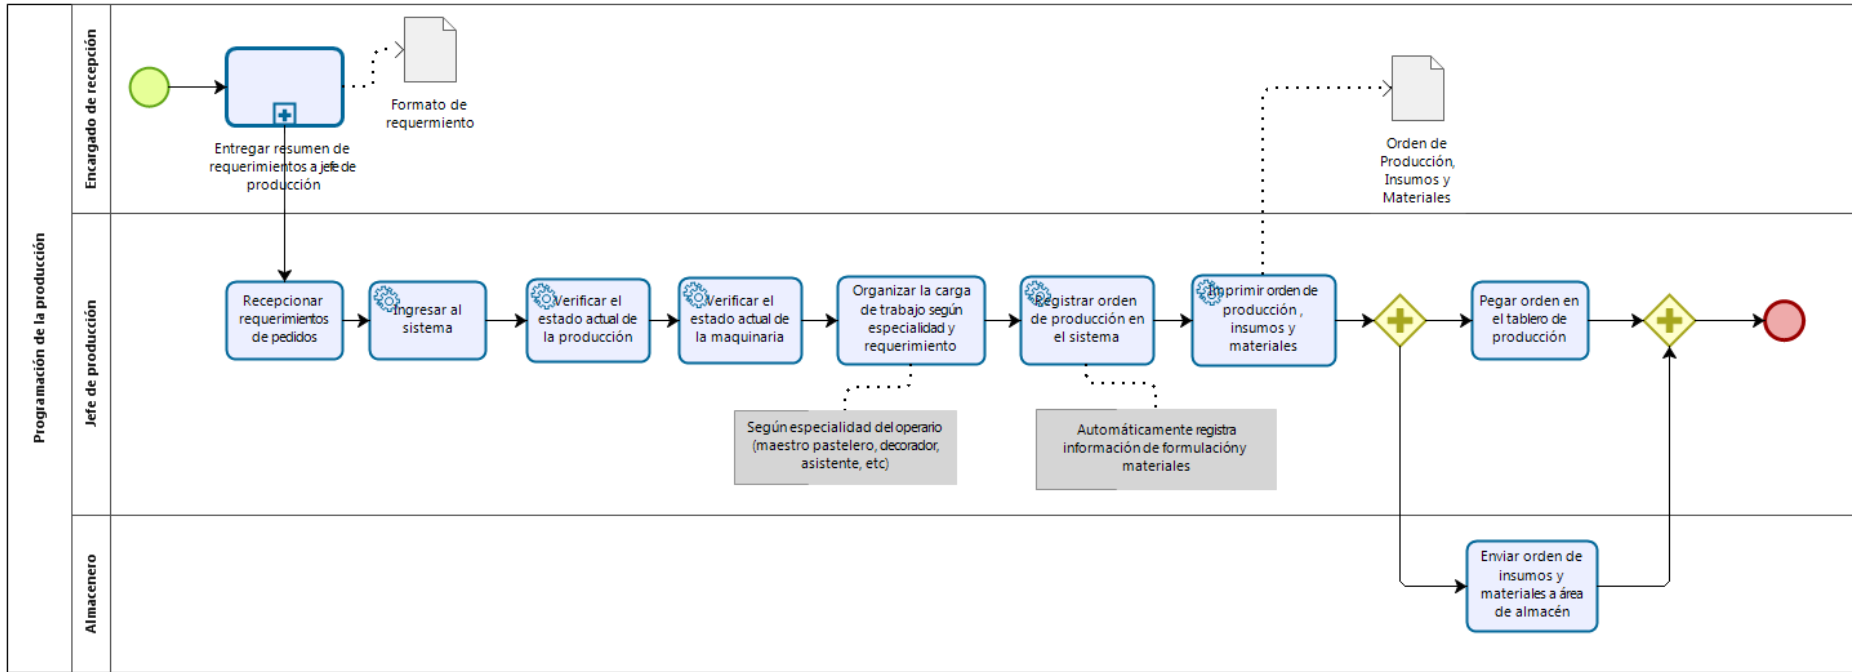 Programación de la producción
Encargado de recepción
Formato de
requermiento
Entregar resumen de
requerimientos a jefe de
producción
Orden de
Producción,
Insumos y
Materiales
Jefe de producción
Recepcionar
requerimientos
de pedidos
Ingresar al
sistema
Verificar el
estado actual de
la producción
Verificar el
estado actual de
la maquinaria
Organizar la carga
de trabajo según
especialidad y
requerimiento
Registrar orden
de producción en
el sistema
Imprimir orden de
producción ,
insumos y
materiales
Pegar orden en
el tablero de
producción
Según especialidad del operario
(maestro pastelero, decorador,
asistente, etc)
Automáticamente registra
información de formulación y
materiales
Almacenero
Enviar orden de
insumos y
materiales a área
de almacén